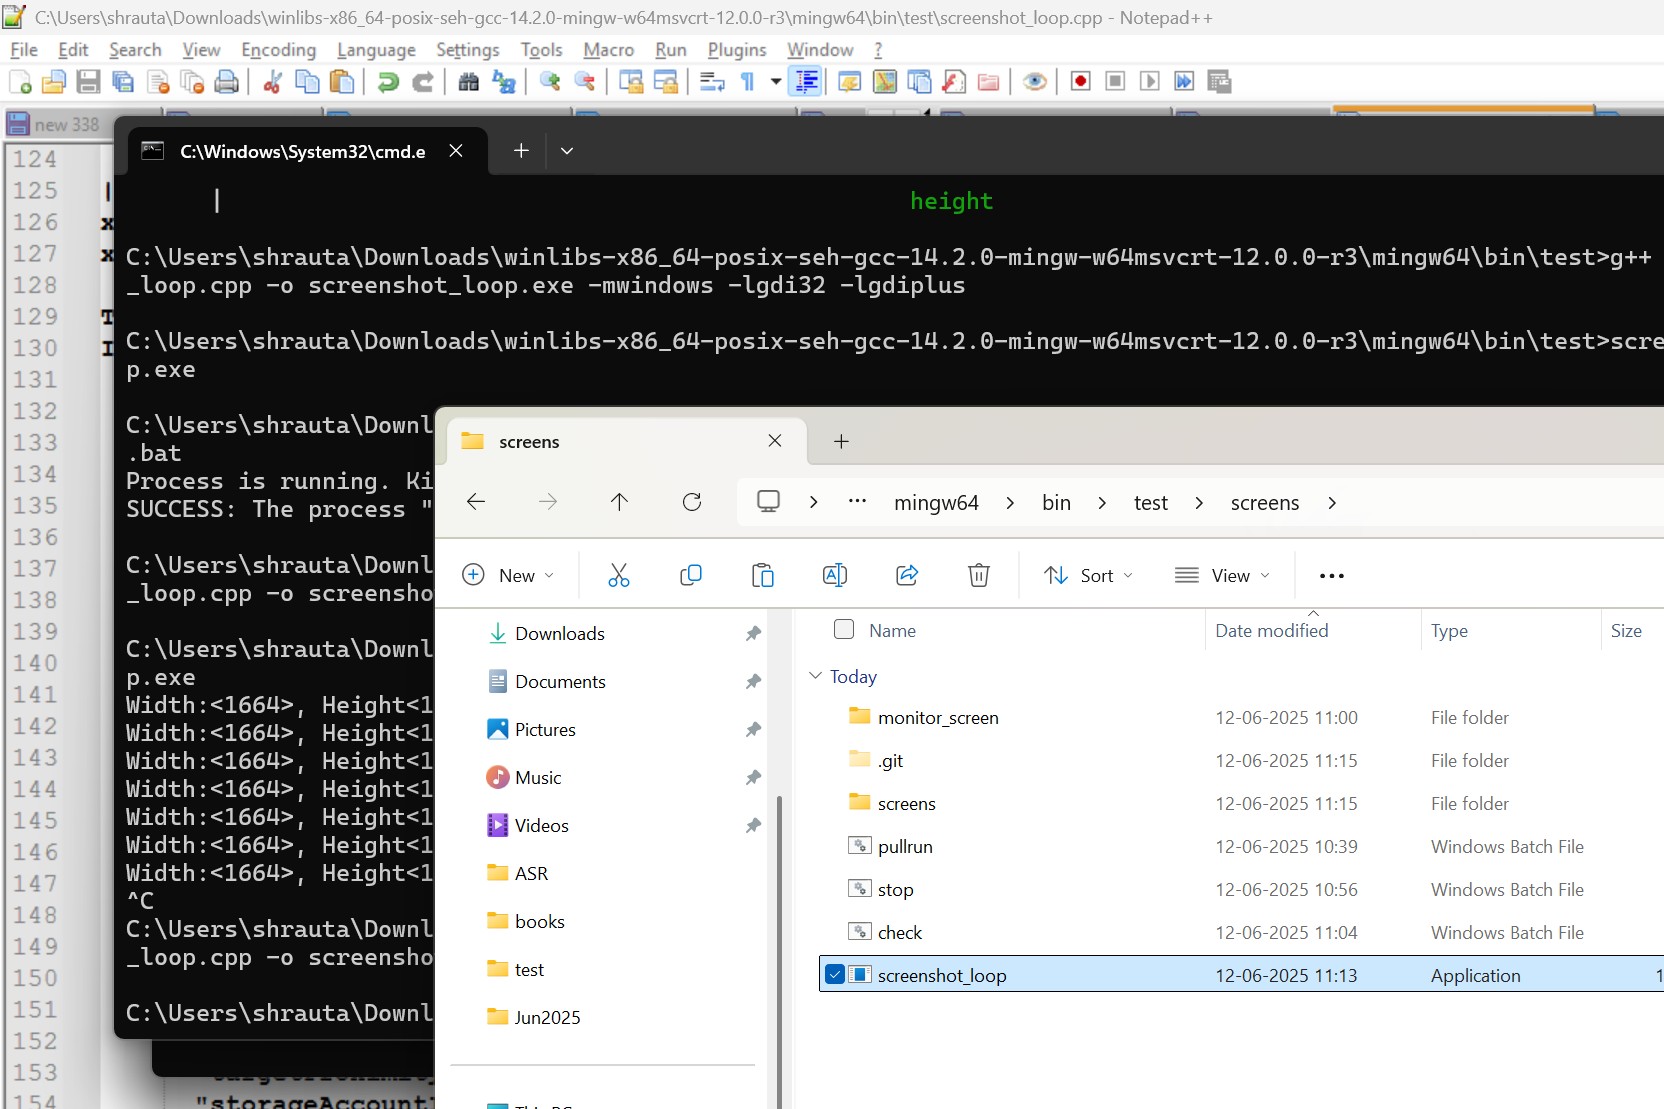 C:\Users\shrauta\Downloads\winlibs-x86_64-posix-seh-gcc-14.2.0-mingw-w64msvcrt-12.0.0-r3\mingw64\bin\test\screenshot_loop.cpp - Notepad++
File Edit Search View Encoding Language Settings Tools Macro Run Plugins Window ?
new 338
124
125
126 x
127 x
128
129 T
130 I
131
132
133
134
135
136
137
138
139
140
141
142
143
144
145
146
147
148
149
150
151
152
153
154
C:\Windows\System32\cmd.e
| height
C:\Users\shrauta\Downloads\winlibs-x86_64-posix-seh-gcc-14.2.0-mingw-w64msvcrt-12.0.0-r3\mingw64\bin\test>g++
_loop.cpp -o screenshot_loop.exe -mwindows -lgdi32 -lgdiplus
C:\Users\shrauta\Downloads\winlibs-x86_64-posix-seh-gcc-14.2.0-mingw-w64msvcrt-12.0.0-r3\mingw64\bin\test>scre
p.exe
C:\Users\shrauta\Downl
.bat
Process is running. Ki
SUCCESS: The process "
C:\Users\shrauta\Downl
_loop.cpp -o screensho
C:\Users\shrauta\Downl
p.exe
Width:<1664>, Height<1
Width:<1664>, Height<1
Width:<1664>, Height<1
Width:<1664>, Height<1
Width:<1664>, Height<1
Width:<1664>, Height<1
Width:<1664>, Height<1
^C
C:\Users\shrauta\Downl
_loop.cpp -o screensho
C:\Users\shrauta\Downl
"storageAccount
screens
mingw64 > bin > test > screens >
New Sort View
Downloads
Documents
Pictures
Music
Videos
ASR
books
test
Jun2025
Name Date modified Type Size
Today
monitor_screen 12-06-2025 11:00 File folder
.git 12-06-2025 11:15 File folder
screens 12-06-2025 11:15 File folder
pullrun 12-06-2025 10:39 Windows Batch File
stop 12-06-2025 10:56 Windows Batch File
check 12-06-2025 11:04 Windows Batch File
screenshot_loop 12-06-2025 11:13 Application 1